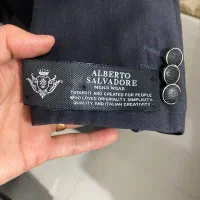 ALBERTO
SALVADORE
MENS WEAR
THOUGHT AND CREATED FOR PEOPLE
WHO LOVED ORIGINALITY SIMPLICITY,
QUALITY AND ITALIAN CREATIVITY